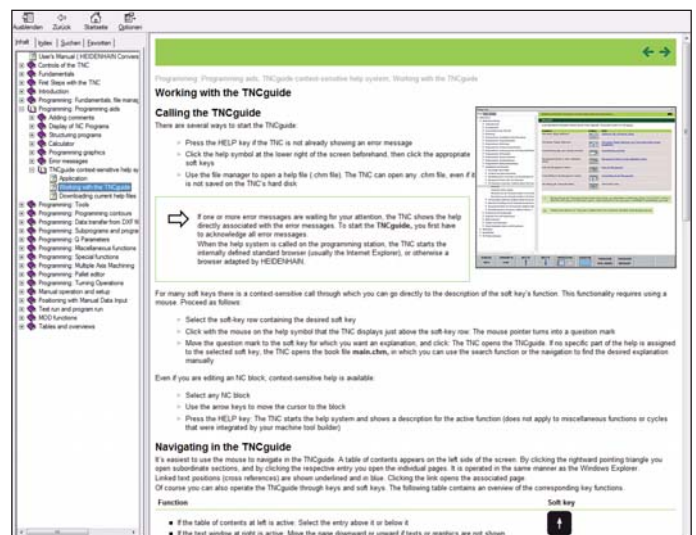 Ausblenden Zurück Startseite Optionen
Inhalt Index Suchen Favoriten
User's Manual ( HEIDENHAIN Convers
Controls of the TNC
Fundamentals
First Steps with the TNC
Introduction
Programming: Fundamentals, file manag
Programming: Programming aids
Adding comments
Display of NC Programs
Structuring programs
Calculator
Programming graphics
Error messages
TNCguide context-sensitive help sy
Application
Working with the TNCguide
Downloading current help files
Programming: Tools
Programming: Programming contours
Programming: Data transfer from DXF fil
Programming: Subprograms and progra
Programming: Q Parameters
Programming: Miscellaneous functions
Programming: Special functions
Programming: Multiple Axis Machining
Programming: Pallet editor
Programming: Turning Operations
Manual operation and setup
Positioning with Manual Data Input
Test run and program run
MOD functions
Tables and overviews
Programming: Programming aids, TNCguide context-sensitive help system, Working with the TNCguide
Working with the TNCguide
Calling the TNCguide
There are several ways to start the TNCguide:
Press the HELP key if the TNC is not already showing an error message
Click the help symbol at the lower right of the screen beforehand, then click the appropriate
soft keys
Use the file manager to open a help file (.chm file). The TNC can open any .chm file, even if it
is not saved on the TNC's hard disk
If one or more error messages are waiting for your attention, the TNC shows the help
directly associated with the error messages. To start the TNCguide, you first have
to acknowledge all error messages.
When the help system is called on the programming station, the TNC starts the
internally defined standard browser (usually the Internet Explorer), or otherwise a
browser adapted by HEIDENHAIN.
For many soft keys there is a context-sensitive call through which you can go directly to the description of the soft key's function. This functionality requires using a
mouse. Proceed as follows:
Select the soft-key row containing the desired soft key
Click with the mouse on the help symbol that the TNC displays just above the soft-key row: The mouse pointer turns into a question mark
Move the question mark to the soft key for which you want an explanation, and click: The TNC opens the TNCguide. If no specific part of the help is assigned
to the selected soft key, the TNC opens the book file main.chm, in which you can use the search function or the navigation to find the desired explanation
manually
Even if you are editing an NC block, context-sensitive help is available:
Select any NC block
Use the arrow keys to move the cursor to the block
Press the HELP key: The TNC starts the help system and shows a description for the active function (does not apply to miscellaneous functions or cycles
that were integrated by your machine tool builder)
Navigating in the TNCguide
It's easiest to use the mouse to navigate in the TNCguide. A table of contents appears on the left side of the screen. By clicking the rightward pointing triangle you
open subordinate sections, and by clicking the respective entry you open the individual pages. It is operated in the same manner as the Windows Explorer.
Linked text positions (cross references) are shown underlined and in blue. Clicking the link opens the associated page.
Of course you can also operate the TNCguide through keys and soft keys. The following table contains an overview of the corresponding key functions.
Function Soft key
If the table of contents at left is active: Select the entry above it or below it
If the text window at right is active: Move the page downward or upward if texts or graphics are not shown